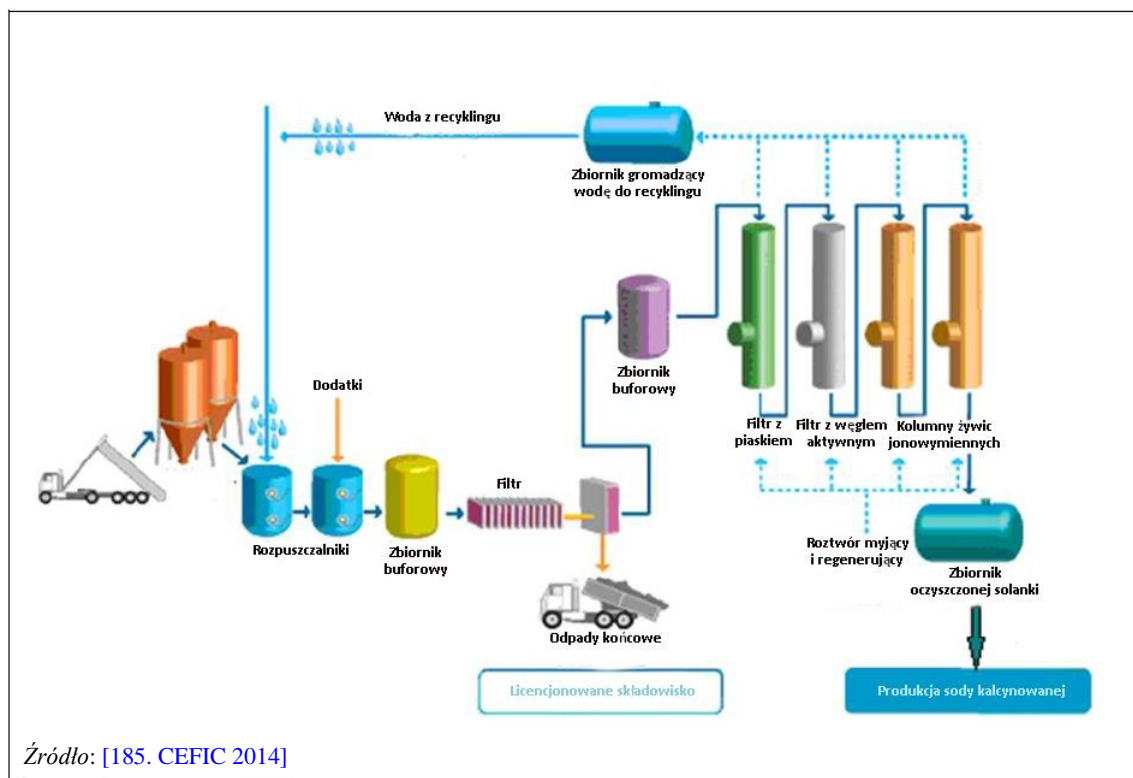 Woda z recyklingu
Zbiornik gromadzący
wodę do recyklingu
Dodatki
Zbiornik
buforowy
Filtr z
piaskiem
Filtr z węglem
aktywnym
Kolumny żywic
jonowymiennych
Filtr
Rozpuszczalniki
Zbiornik
buforowy
Roztwór myjący
i regenerujący
Zbiornik
oczyszczonej solanki
Odpady końcowe
Licencjonowane składowisko
Produkcja sody kalcynowanej
Źródło: [185. CEFIC 2014]